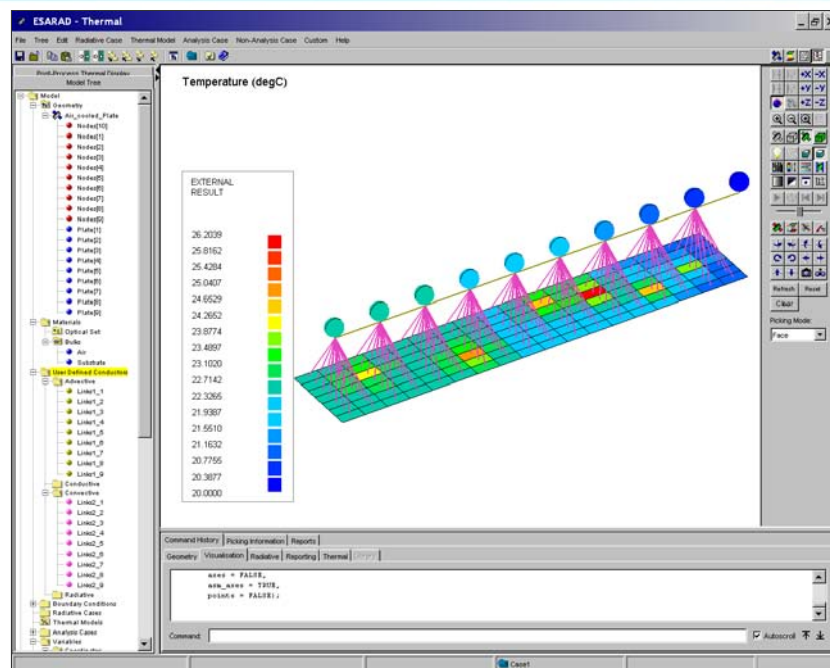 ESARAD - Thermal
File Tree Edit Radiative Case Thermal Model Analysis Case Non-Analysis Case Custom Help
Post-Process Thermal Display
Model Tree
Model
Geometry
Air_cooled_Plate
Nodes[10]
Nodes[1]
Nodes[2]
Nodes[3]
Nodes[4]
Nodes[5]
Nodes[6]
Nodes[7]
Nodes[8]
Nodes[9]
Plate[1]
Plate[2]
Plate[3]
Plate[4]
Plate[5]
Plate[6]
Plate[7]
Plate[8]
Plate[9]
Materials
Optical Set
Bulks
Air
Substrate
User Defined Conductors
Advective
Links1_1
Links1_2
Links1_3
Links1_4
Links1_5
Links1_6
Links1_7
Links1_8
Links1_9
Conductive
Convective
Links2_1
Links2_2
Links2_3
Links2_4
Links2_5
Links2_6
Links2_7
Links2_8
Links2_9
Radiative
Boundary Conditions
Radiative Cases
Thermal Models
Analysis Cases
Variables
Temperature (degC)
EXTERNAL
RESULT
26.2039
25.8162
25.4284
25.0407
24.6529
24.2652
23.8774
23.4897
23.1020
22.7142
22.3265
21.9387
21.5510
21.1632
20.7755
20.3877
20.0000
+X -X
+Y -Y
+Z -Z
Refresh Reset
Clear
Picking Mode:
Face
Command History Picking Information Reports
Geometry Visualisation Radiative Reporting Thermal Library
axes = FALSE,
asm_axes = TRUE,
points = FALSE);
Command:
Autoscroll
Case1